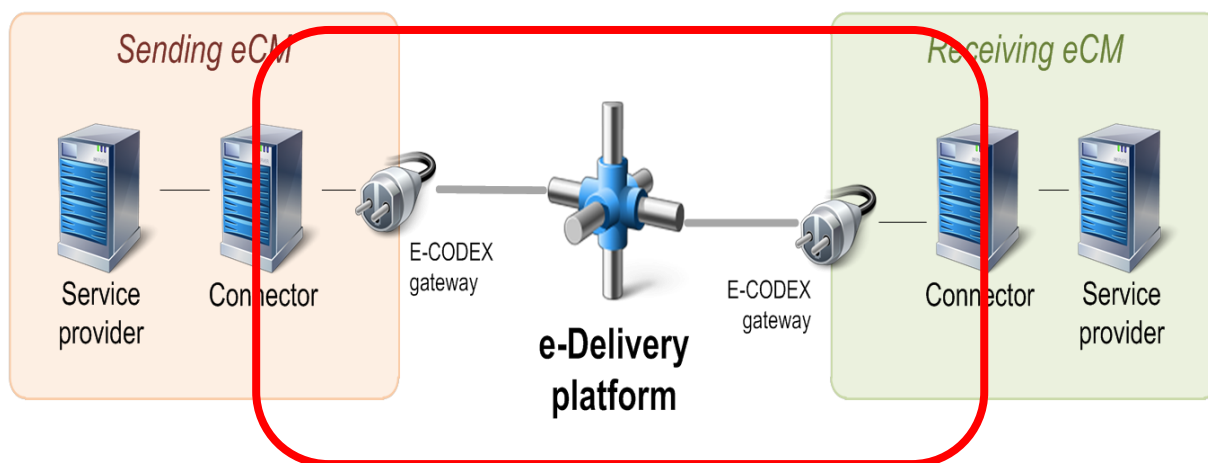 Sending eCM
Receiving eCM
Service
provider
Connector
E-CODEX
gateway
e-Delivery
platform
E-CODEX
gateway
Connector
Service
provider